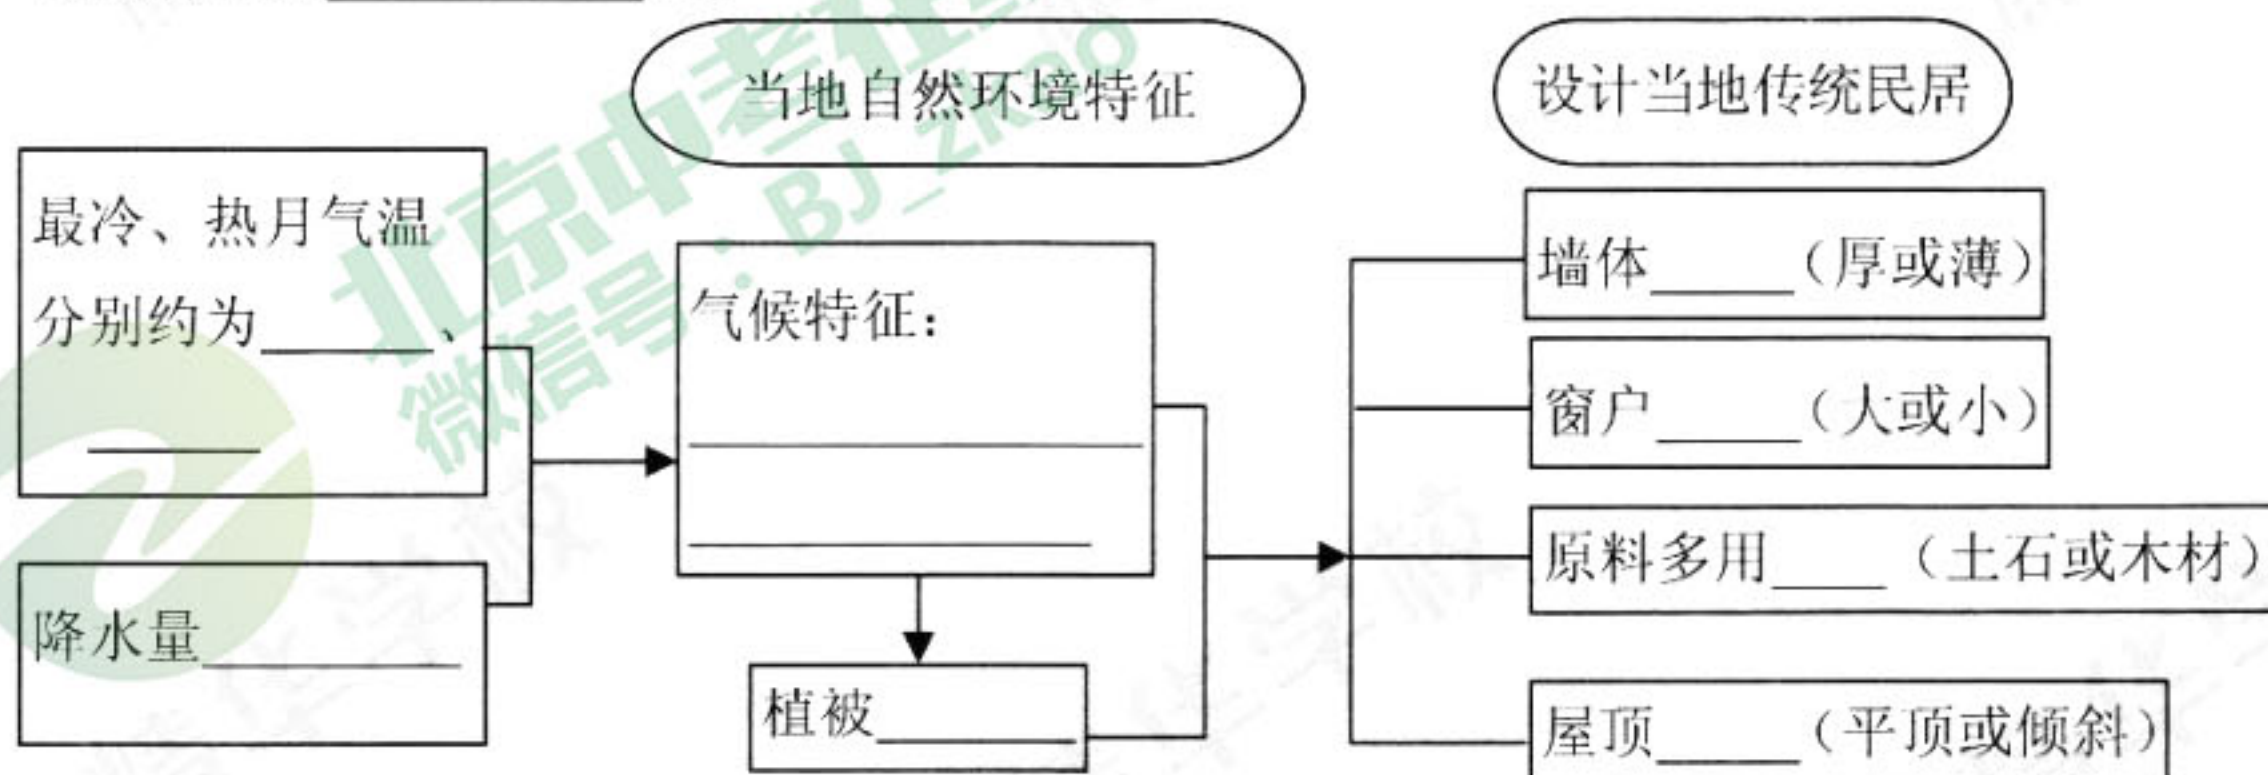 当地自然环境特征
设计当地传统民居
最冷、热月气温
分别约为______、
______
降水量________
气候特征：
植被______
墙体____（厚或薄）
窗户____（大或小）
原料多用____（土石或木材）
屋顶____（平顶或倾斜）
微信号：BJ_zkao